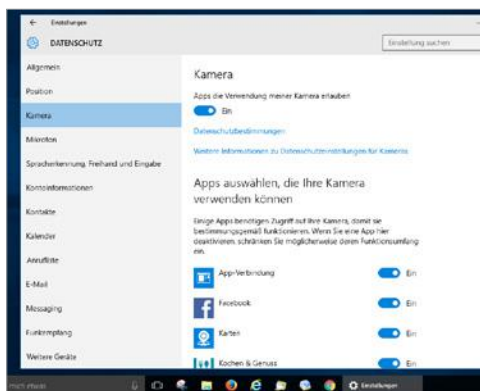 Einstellungen
DATENSCHUTZ
Einstellung suchen
Allgemein
Position
Kamera
Mikrofon
Spracherkennung, Freihand und Eingabe
Kontoinformationen
Kontakte
Kalender
Anrufliste
E-Mail
Messaging
Funkempfang
Weitere Geräte
Kamera
Apps die Verwendung meiner Kamera erlauben
Ein
Datenschutzbestimmungen
Weitere Informationen zu Datenschutzeinstellungen für Kameras
Apps auswählen, die Ihre Kamera
verwenden können
Einige Apps benötigen Zugriff auf Ihre Kamera, damit sie
bestimmungsgemäß funktionieren. Wenn Sie eine App hier
deaktivieren, schränken Sie möglicherweise deren Funktionsumfang
ein.
App-Verbindung Ein
Facebook Ein
Karten Ein
Kochen & Genuss Ein
Einstellungen